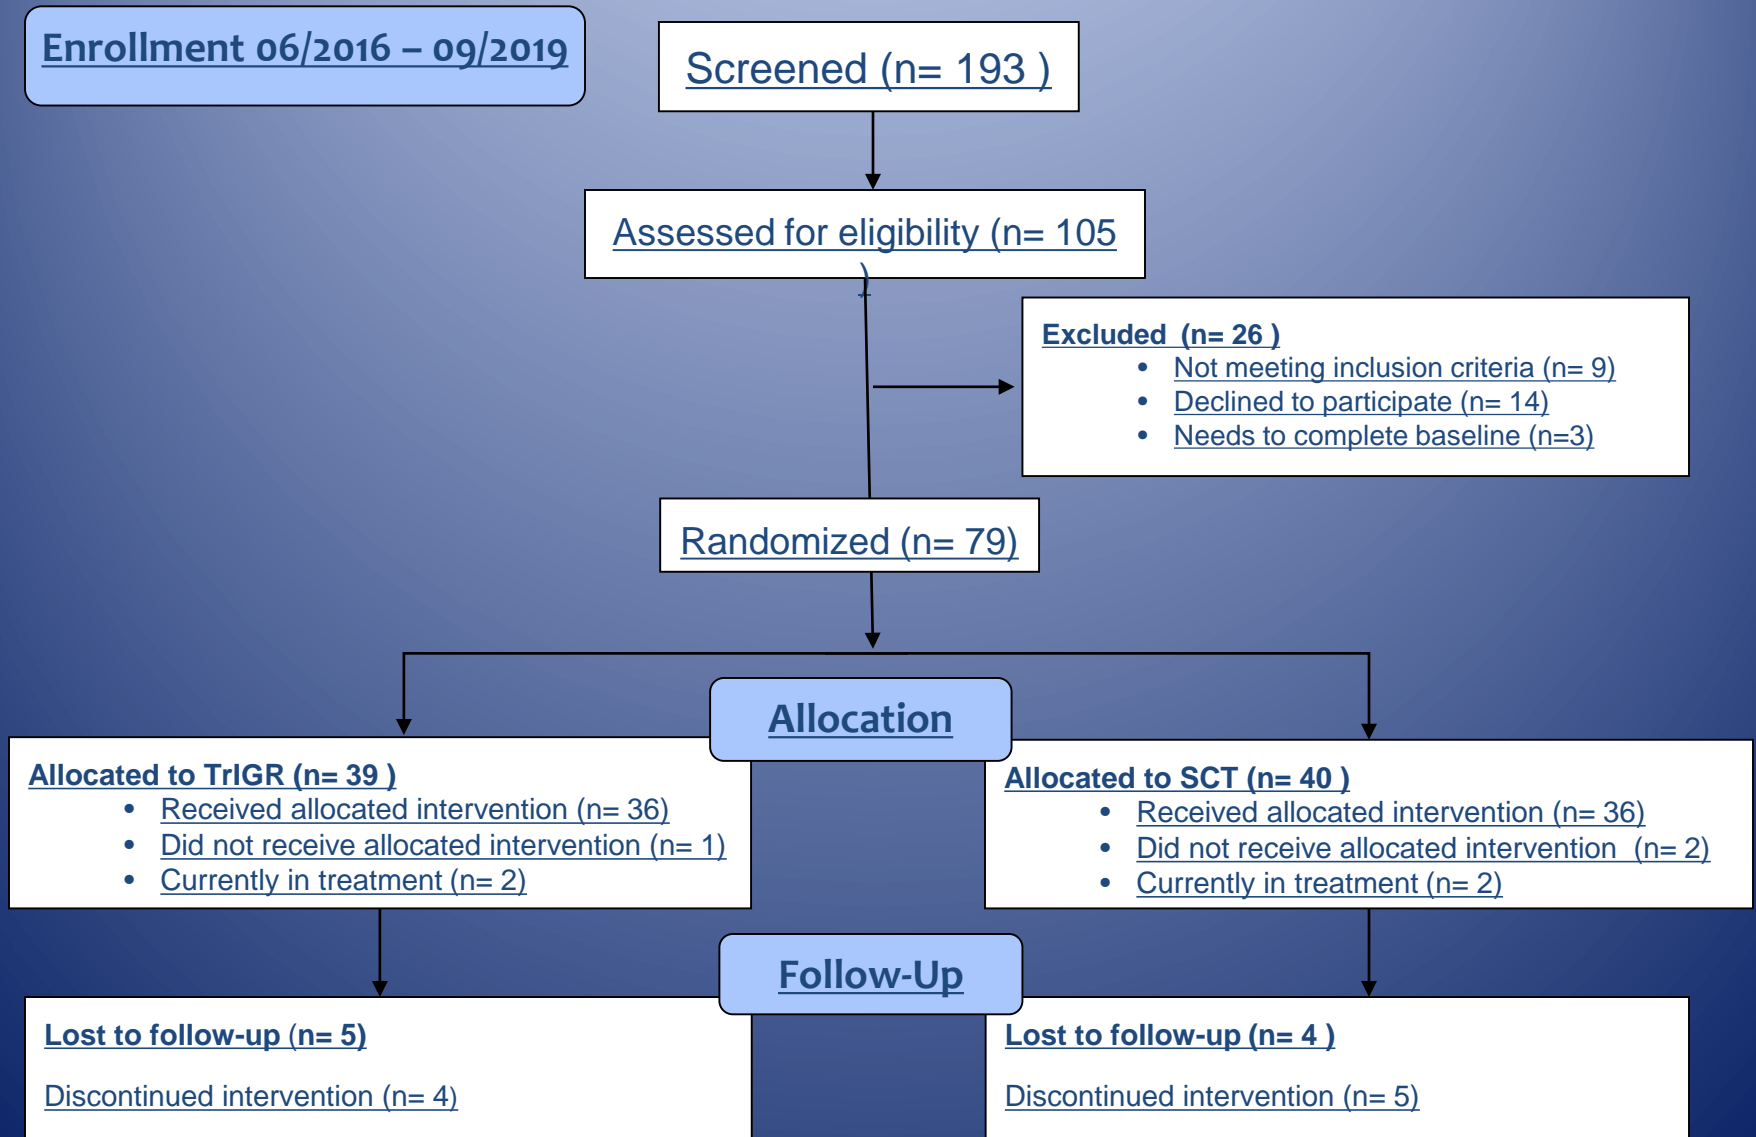 Enrollment 06/2016 – 09/2019
Screened (n= 193 )
Assessed for eligibility (n= 105
)
Excluded  (n= 26 )
• Not meeting inclusion criteria (n= 9)
• Declined to participate (n= 14)
• Needs to complete baseline (n=3)
Randomized (n= 79)
Allocation
Allocated to TrIGR (n= 39 )
• Received allocated intervention (n= 36)
• Did not receive allocated intervention (n= 1)
• Currently in treatment (n= 2)
Allocated to SCT (n= 40 )
• Received allocated intervention (n= 36)
• Did not receive allocated intervention  (n= 2)
• Currently in treatment (n= 2)
Follow-Up
Lost to follow-up (n= 5)
Discontinued intervention (n= 4)
Lost to follow-up (n= 4 )
Discontinued intervention (n= 5)